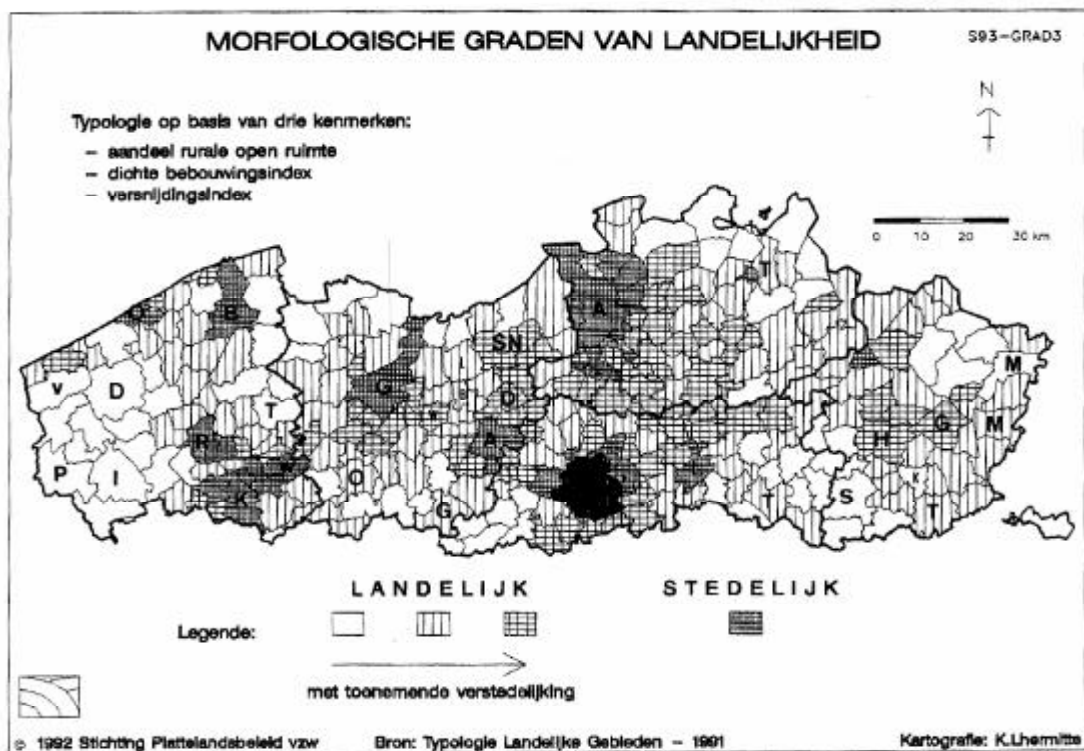 MORFOLOGISCHE GRADEN VAN LANDELIJKHEID
S93-GRAD3
N
Typologie op basis van drie kenmerken:
- aandeel rurale open ruimte
- dichte bebouwingsindex
- versnijdingsindex
0 10 20 30 km
T
A
O
B
SN
M
V
D
L
G
D
G
M
T
R
A
H
P
I
K
O
G
T
S
K
T
LANDELIJK
STEDELIJK
Legende:
met toenemende verstedelijking
© 1992 Stichting Plattelandsbeleid vzw
Bron: Typologie Landelijke Gebieden - 1991
Kartografie: K.Lhermitte